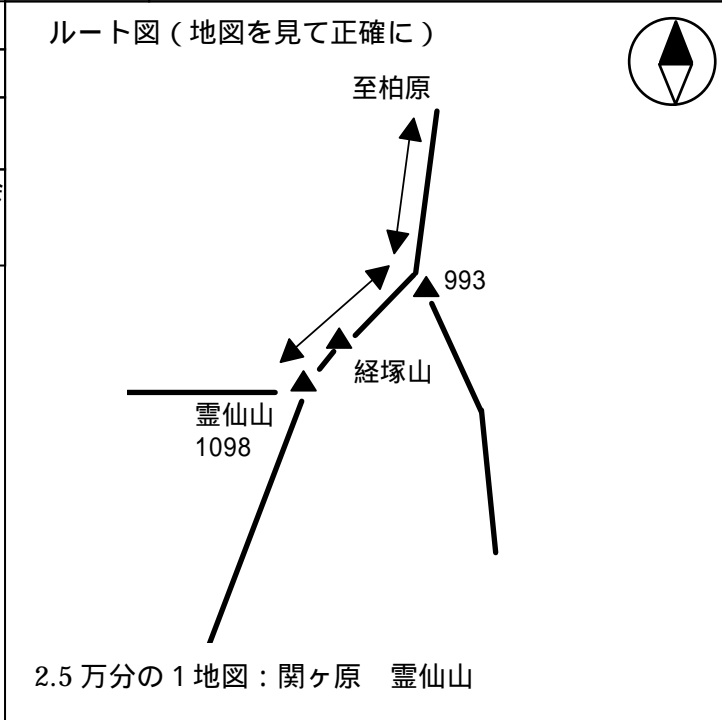 ルート図（地図を見て正確に）
至柏原
993
経塚山
霊仙山
1098
2.5 万分の１地図：関ヶ原　霊仙山